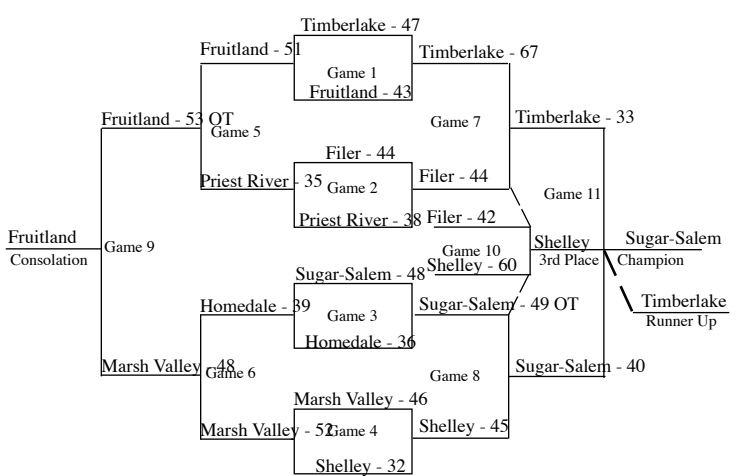 Timberlake - 47
Fruitland - 51
Timberlake - 67
Game 1
Fruitland - 43
Fruitland - 53 OT
Game 5
Game 7
Timberlake - 33
Filer - 44
Priest River - 35
Game 2
Filer - 44
Game 11
Priest River - 38
Filer - 42
Fruitland
Consolation
Game 9
Game 10
Shelley
3rd Place
Sugar-Salem
Champion
Sugar-Salem - 48
Shelley - 60
Homedale - 39
Game 3
Sugar-Salem - 49 OT
Timberlake
Runner Up
Homedale - 36
Marsh Valley - 48
Game 6
Game 8
Sugar-Salem - 40
Marsh Valley - 46
Marsh Valley - 52
Game 4
Shelley - 45
Shelley - 32